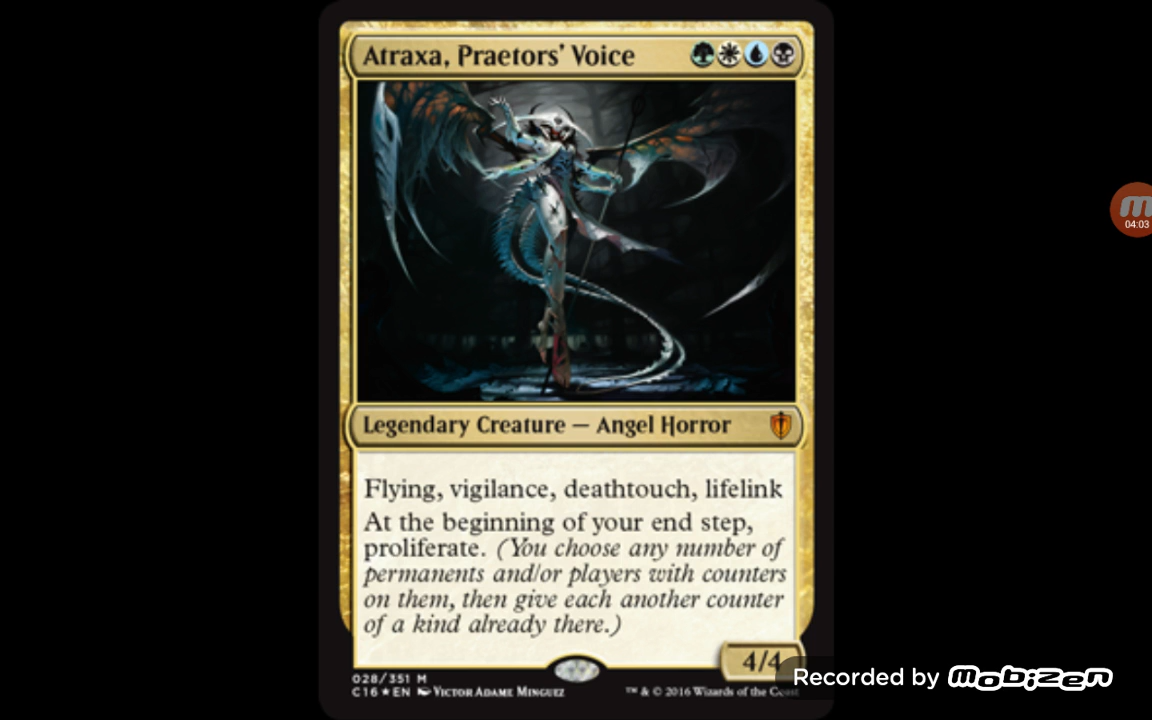 Atraxa, Praetors' Voice
Legendary Creature — Angel Horror
Flying, vigilance, deathtouch, lifelink
At the beginning of your end step,
proliferate. (You choose any number of
permanents and/or players with counters
on them, then give each another counter
of a kind already there.)
4/4
028/351 M
C16★EN Victor Adame Minguez
™ & © 2016 Wizards of the Coast
Recorded by Mobizen
04:03